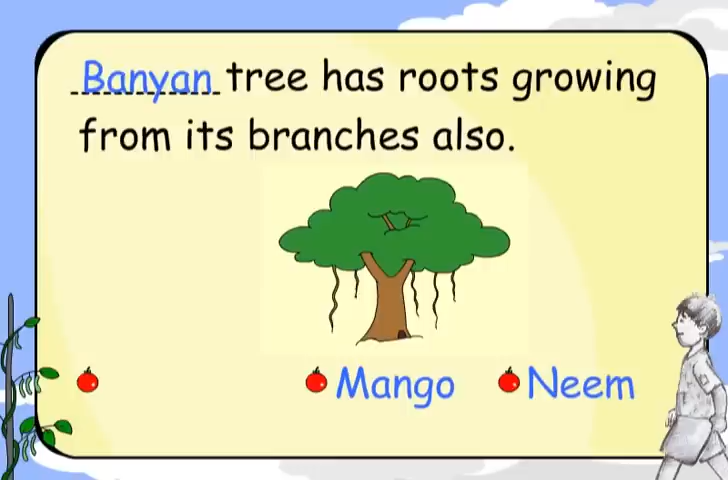 Banyan tree has roots growing
from its branches also.
Mango Neem